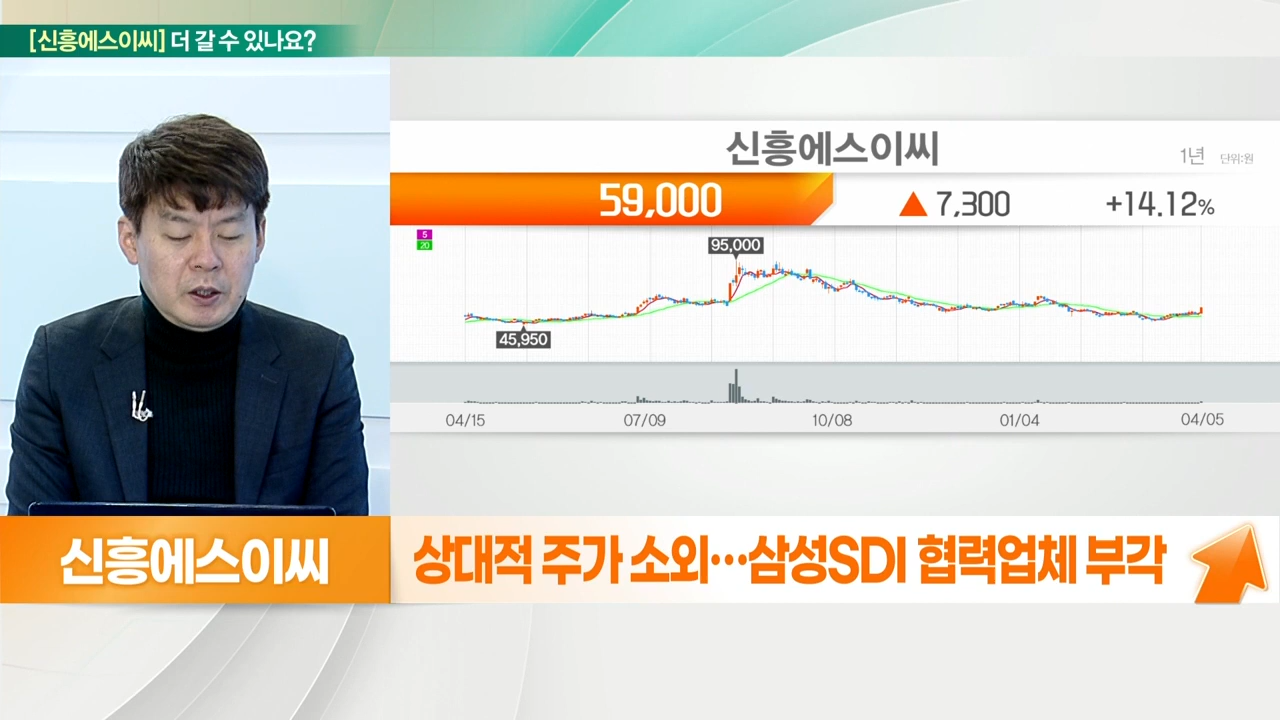 [신흥에스이씨] 더 갈 수 있나요?
신흥에스이씨
1년 단위:원
59,000 ▲ 7,300 +14.12%
5
20
95,000
45,950
04/15 07/09 10/08 01/04 04/05
신흥에스이씨 상대적 주가 소외…삼성SDI 협력업체 부각